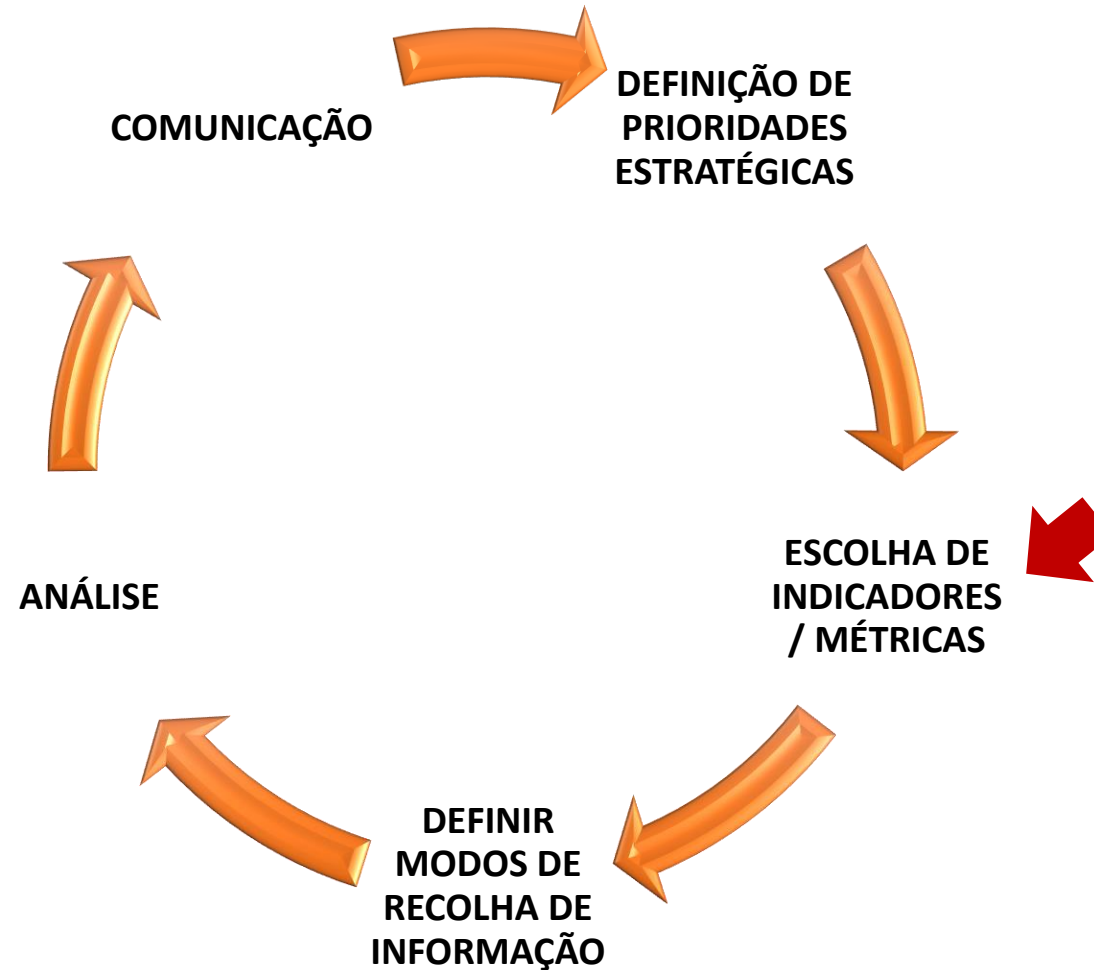 COMUNICAÇÃO
DEFINIÇÃO DE
PRIORIDADES
ESTRATÉGICAS
ESCOLHA DE
INDICADORES
/ MÉTRICAS
DEFINIR
MODOS DE
RECOLHA DE
INFORMAÇÃO
ANÁLISE